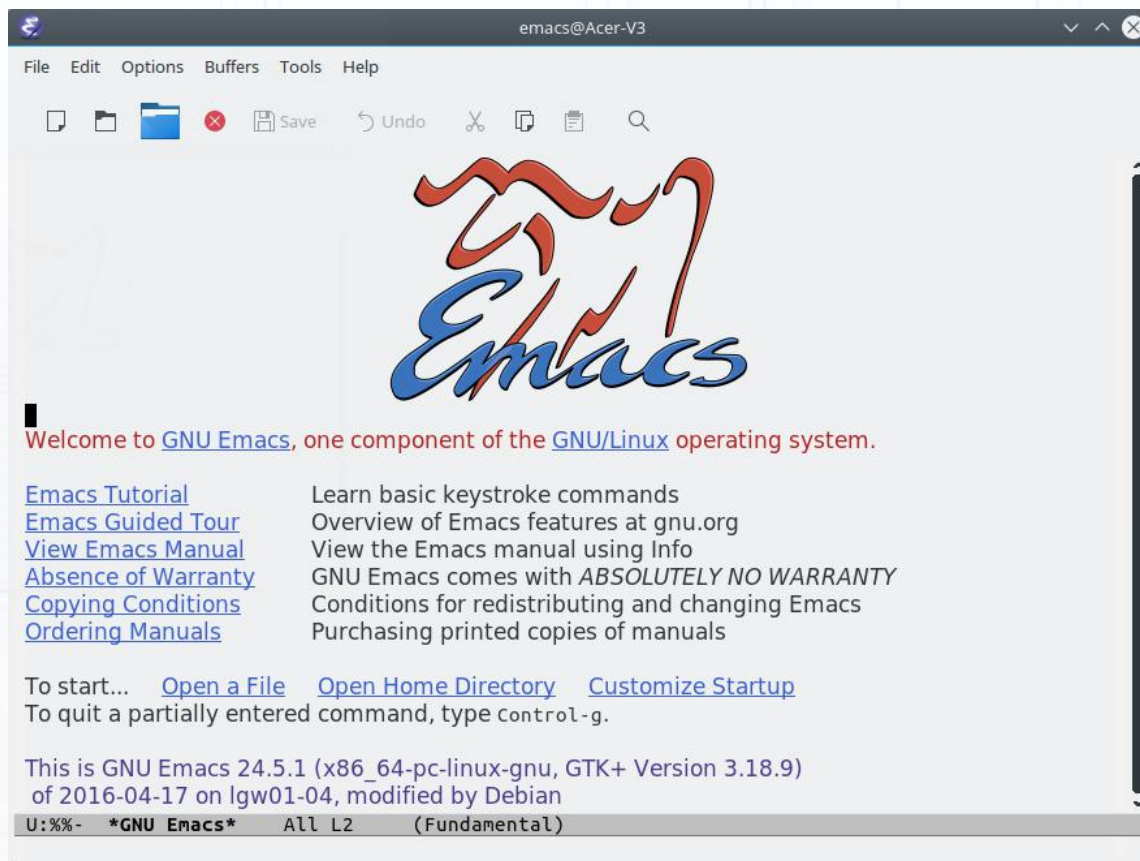 emacs@Acer-V3
File Edit Options Buffers Tools Help
Save Undo
Emacs
Welcome to GNU Emacs, one component of the GNU/Linux operating system.
Emacs Tutorial Learn basic keystroke commands
Emacs Guided Tour Overview of Emacs features at gnu.org
View Emacs Manual View the Emacs manual using Info
Absence of Warranty GNU Emacs comes with ABSOLUTELY NO WARRANTY
Copying Conditions Conditions for redistributing and changing Emacs
Ordering Manuals Purchasing printed copies of manuals
To start... Open a File Open Home Directory Customize Startup
To quit a partially entered command, type Control-g.
This is GNU Emacs 24.5.1 (x86_64-pc-linux-gnu, GTK+ Version 3.18.9)
of 2016-04-17 on lgw01-04, modified by Debian
U:%%- *GNU Emacs* All L2 (Fundamental)